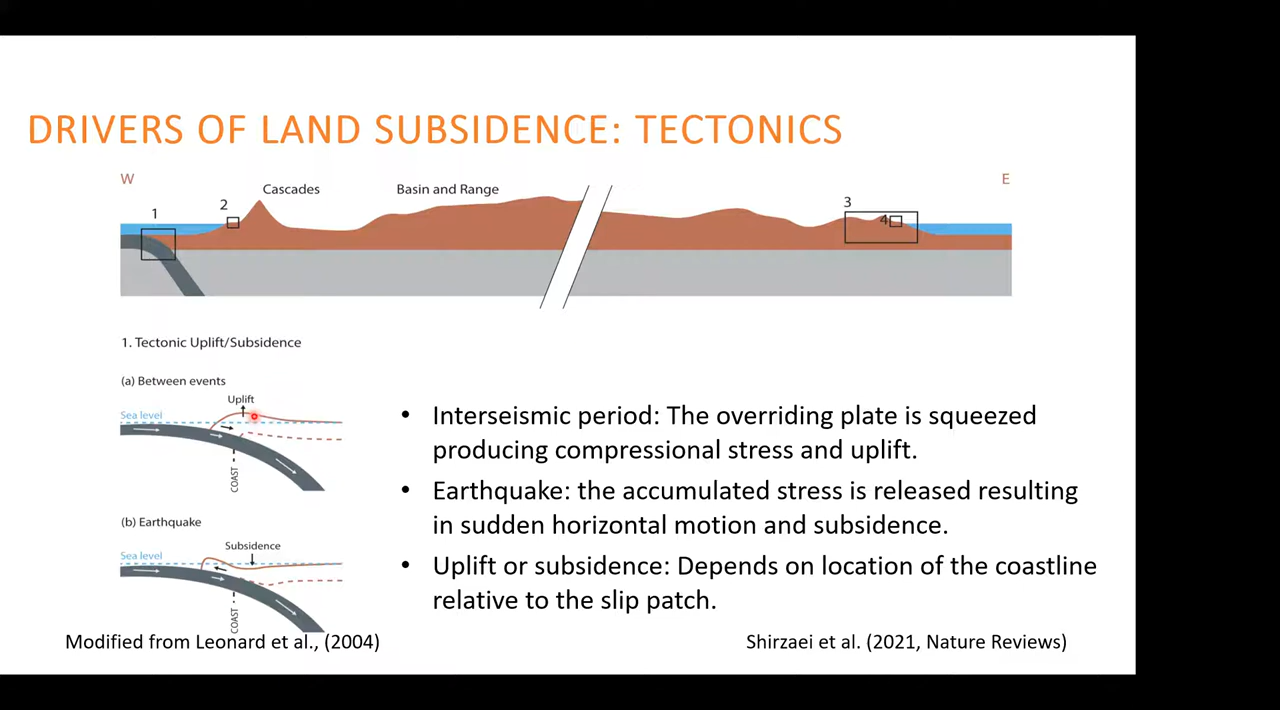 DRIVERS OF LAND SUBSIDENCE: TECTONICS
W
E
Cascades
Basin and Range
1
2
3
4
1. Tectonic Uplift/Subsidence
(a) Between events
Uplift
Sea level
COAST
(b) Earthquake
Subsidence
Sea level
COAST
• Interseismic period: The overriding plate is squeezed
producing compressional stress and uplift.
• Earthquake: the accumulated stress is released resulting
in sudden horizontal motion and subsidence.
• Uplift or subsidence: Depends on location of the coastline
relative to the slip patch.
Modified from Leonard et al., (2004)
Shirzaei et al. (2021, Nature Reviews)